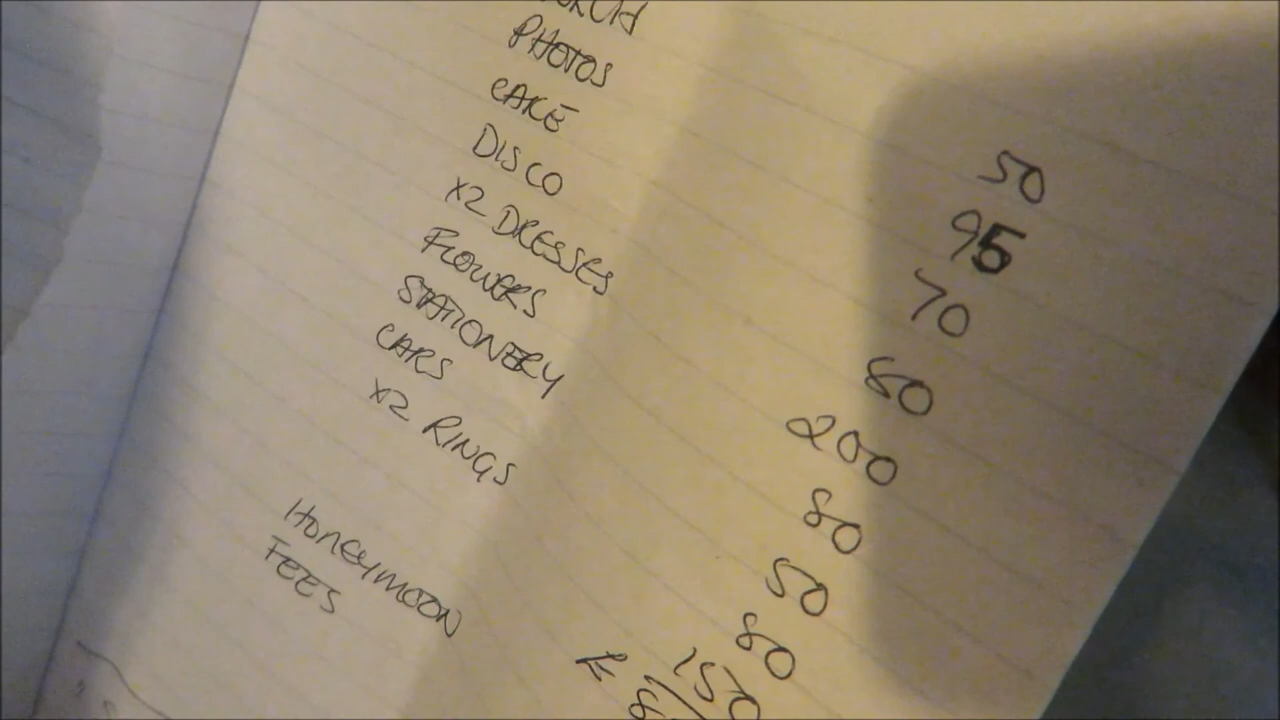 50
PHOTOS 95
CAKE 70
DISCO 80
X2 DRESSES 200
FLOWERS 80
STATIONERY 50
CARS 80
X2 RINGS 150
HONEYMOON
FEES